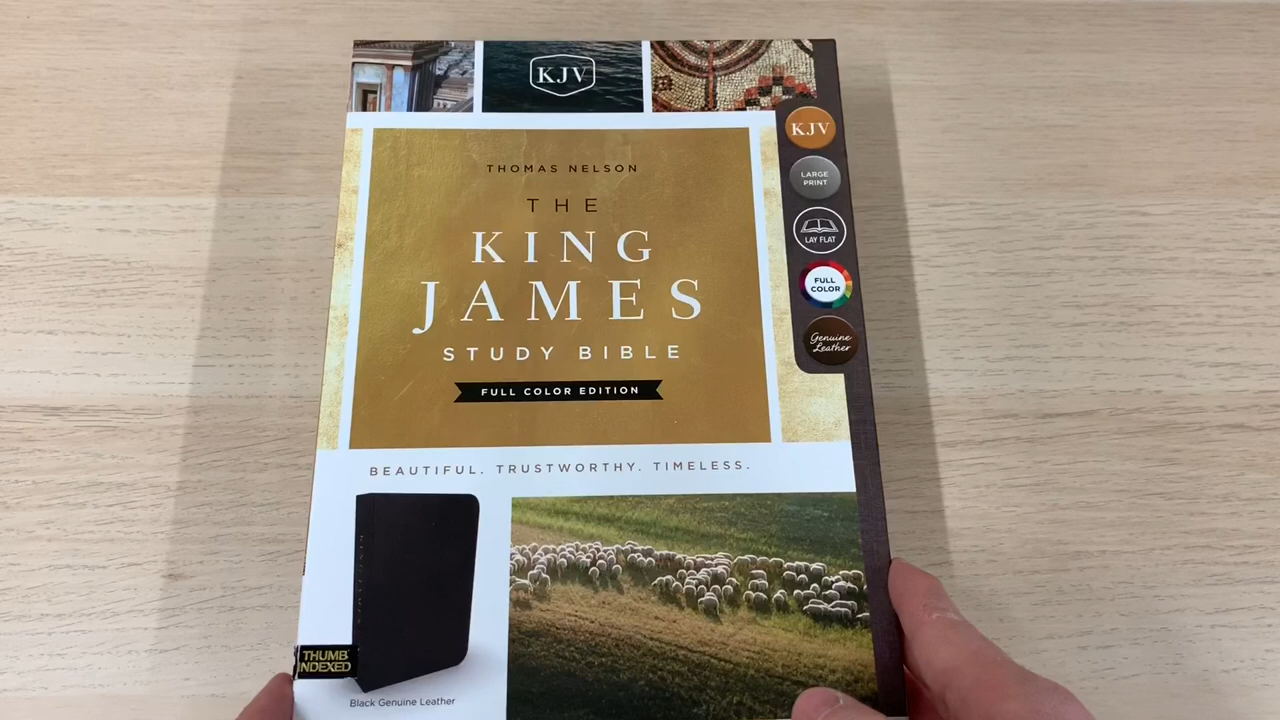 KJV
THOMAS NELSON
THE
KING
JAMES
STUDY BIBLE
FULL COLOR EDITION
BEAUTIFUL. TRUSTWORTHY. TIMELESS.
KJV
LARGE
PRINT
LAY FLAT
FULL
COLOR
Genuine
Leather
THUMB
INDEXED
Black Genuine Leather